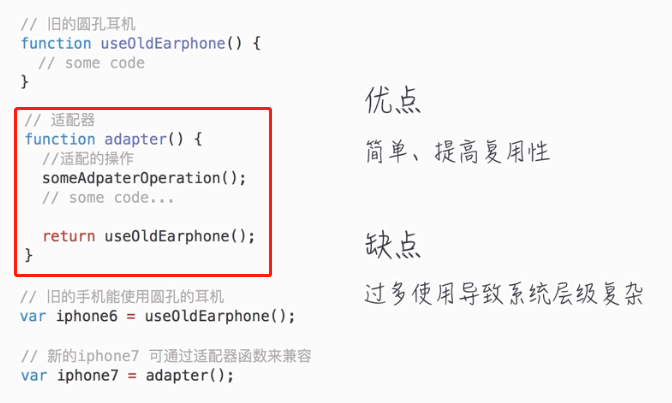 // 旧的圆孔耳机
function useOldEarphone() {
// some code
}
// 适配器
function adapter() {
//适配的操作
someAdpaterOperation();
// some code...
return useOldEarphone();
}
// 旧的手机能使用圆孔的耳机
var iphone6 = useOldEarphone();
// 新的iphone7 可通过适配器函数来兼容
var iphone7 = adapter();
优点
简单、提高复用性
缺点
过多使用导致系统层级复杂